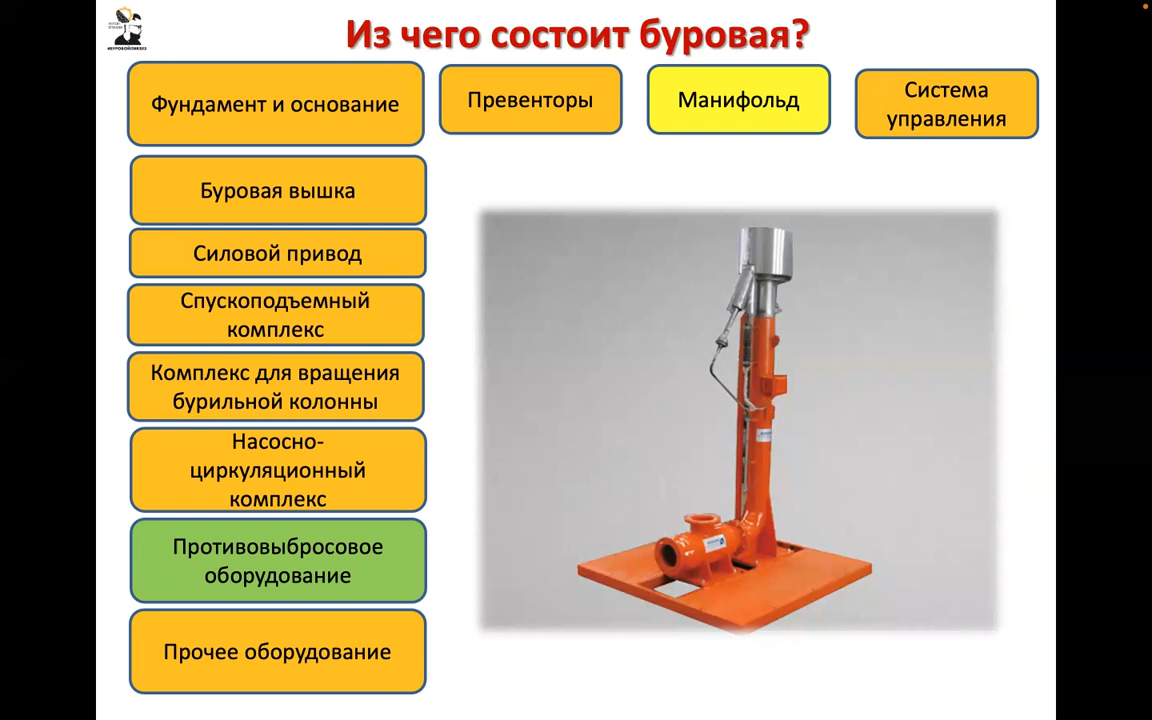 Из чего состоит буровая?
#БУРОВОЙЛИКБЕЗ
Фундамент и основание
Превенторы
Манифольд
Система
управления
Буровая вышка
Силовой привод
Спускоподъемный
комплекс
Комплекс для вращения
бурильной колонны
Насосно-
циркуляционный
комплекс
Противовыбросовое
оборудование
Прочее оборудование